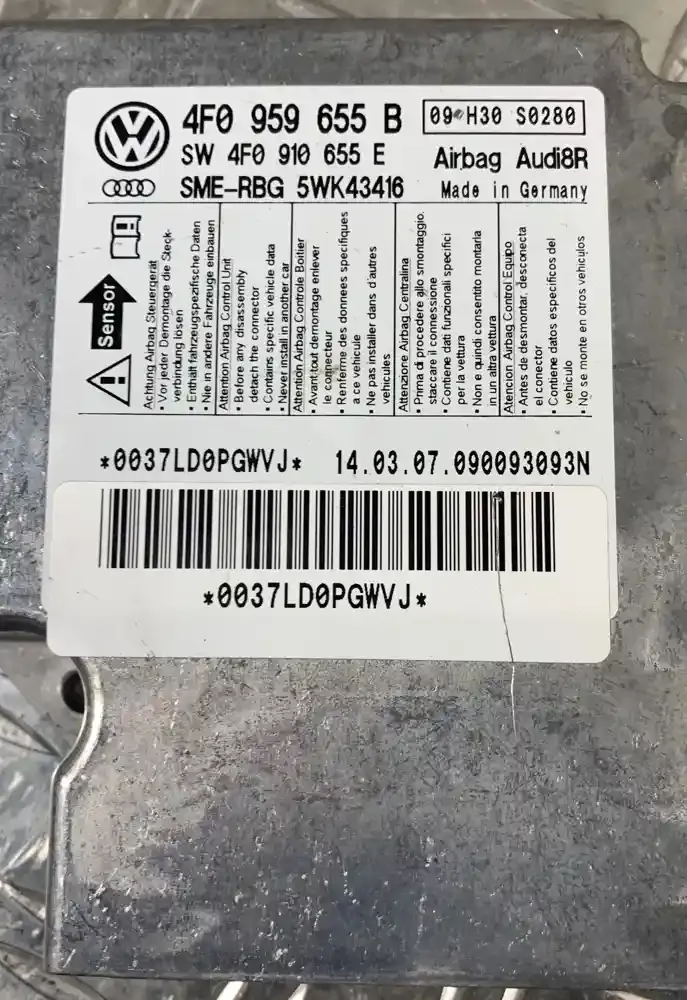 4F0 959 655 B
09 H30 S0280
SW 4F0 910 655 E
Airbag Audi8R
SME-RBG 5WK43416
Made in Germany
Sensor
Achtung Airbag Steuergerät
• Vor jeder Demontage die Steck-
verbindung lösen
• Enthält fahrzeugspezifische Daten
• Nie in andere Fahrzeuge einbauen
Attention Airbag Control Unit
• Before any disassembly
detach the connector
• Contains specific vehicle data
• Never install in another car
Attention Airbag Controle Boitier
• Avant tout demontage enlever
le connecteur
• Renferme des donnees specifiques
a ce vehicule
• Ne pas installer dans d'autres
vehicules
Attenzione Airbag Centralina
• Prima di procedere allo smontaggio,
staccare il connessione
• Contiene dati funzionali specifici
per la vettura
• Non e quindi consentito montarla
in un altra vettura
Atencion Airbag Control Equipo
• Antes de desmontar, desconecta
el conector
• Contiene datos especificos del
vehiculo
• No se monte en otros vehiculos
*0037LD0PGWVJ*
14.03.07.090093093N
*0037LD0PGWVJ*